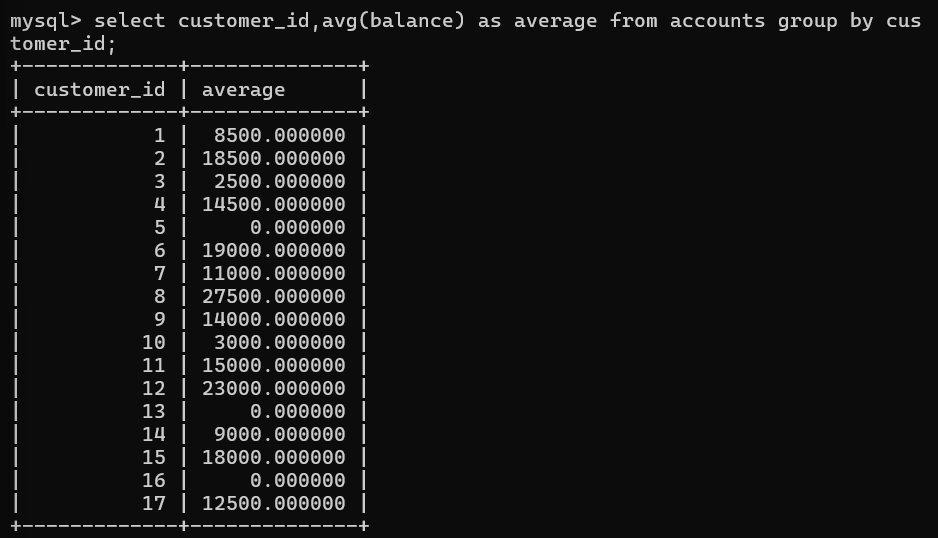 mysql> select customer_id,avg(balance) as average from accounts group by cus
tomer_id;
+-------------+--------------+
| customer_id | average      |
+-------------+--------------+
|           1 |  8500.000000 |
|           2 | 18500.000000 |
|           3 |  2500.000000 |
|           4 | 14500.000000 |
|           5 |     0.000000 |
|           6 | 19000.000000 |
|           7 | 11000.000000 |
|           8 | 27500.000000 |
|           9 | 14000.000000 |
|          10 |  3000.000000 |
|          11 | 15000.000000 |
|          12 | 23000.000000 |
|          13 |     0.000000 |
|          14 |  9000.000000 |
|          15 | 18000.000000 |
|          16 |     0.000000 |
|          17 | 12500.000000 |
+-------------+--------------+